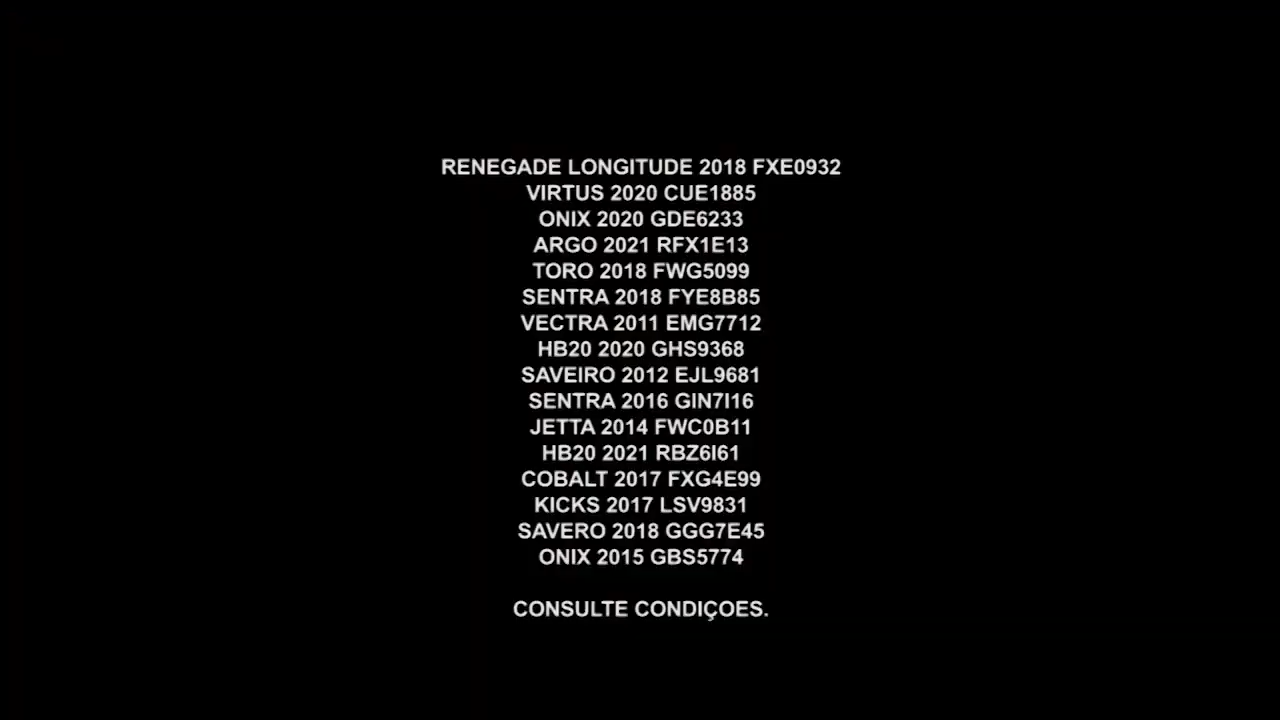 RENEGADE LONGITUDE 2018 FXE0932
VIRTUS 2020 CUE1885
ONIX 2020 GDE6233
ARGO 2021 RFX1E13
TORO 2018 FWG5099
SENTRA 2018 FYE8B85
VECTRA 2011 EMG7712
HB20 2020 GHS9368
SAVEIRO 2012 EJL9681
SENTRA 2016 GIN7I16
JETTA 2014 FWC0B11
HB20 2021 RBZ6I61
COBALT 2017 FXG4E99
KICKS 2017 LSV9831
SAVERO 2018 GGG7E45
ONIX 2015 GBS5774
CONSULTE CONDIÇOES.